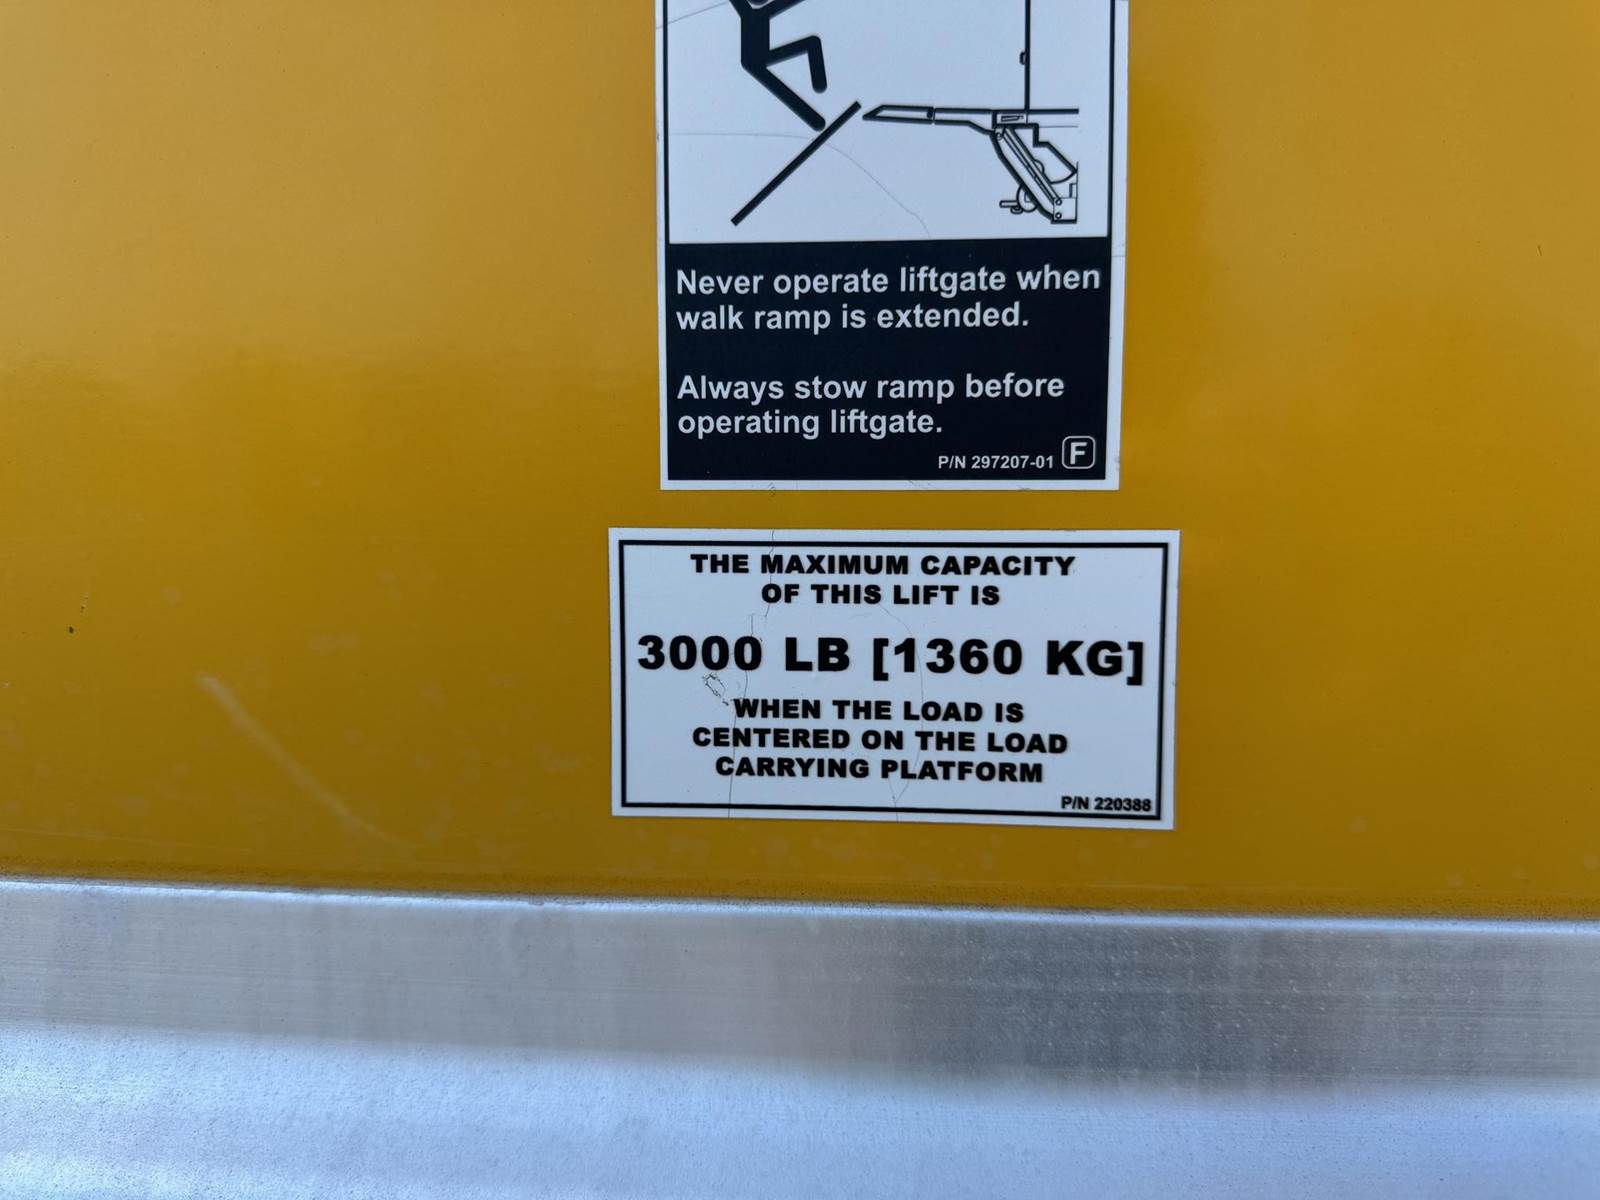 Never operate liftgate when
walk ramp is extended.
Always stow ramp before
operating liftgate.
P/N 297207-01 F
THE MAXIMUM CAPACITY
OF THIS LIFT IS
3000 LB [1360 KG]
WHEN THE LOAD IS
CENTERED ON THE LOAD
CARRYING PLATFORM
P/N 220388